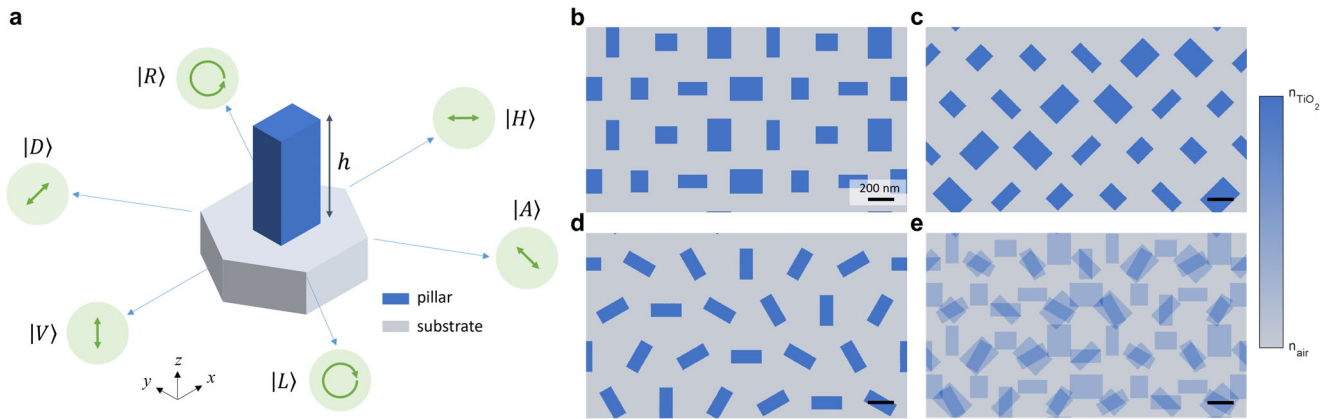 a
|R⟩
|H⟩
h
|D⟩
|A⟩
|V⟩
|L⟩
pillar
substrate
z
y
x
b
200 nm
c
d
e
n_TiO₂
n_air